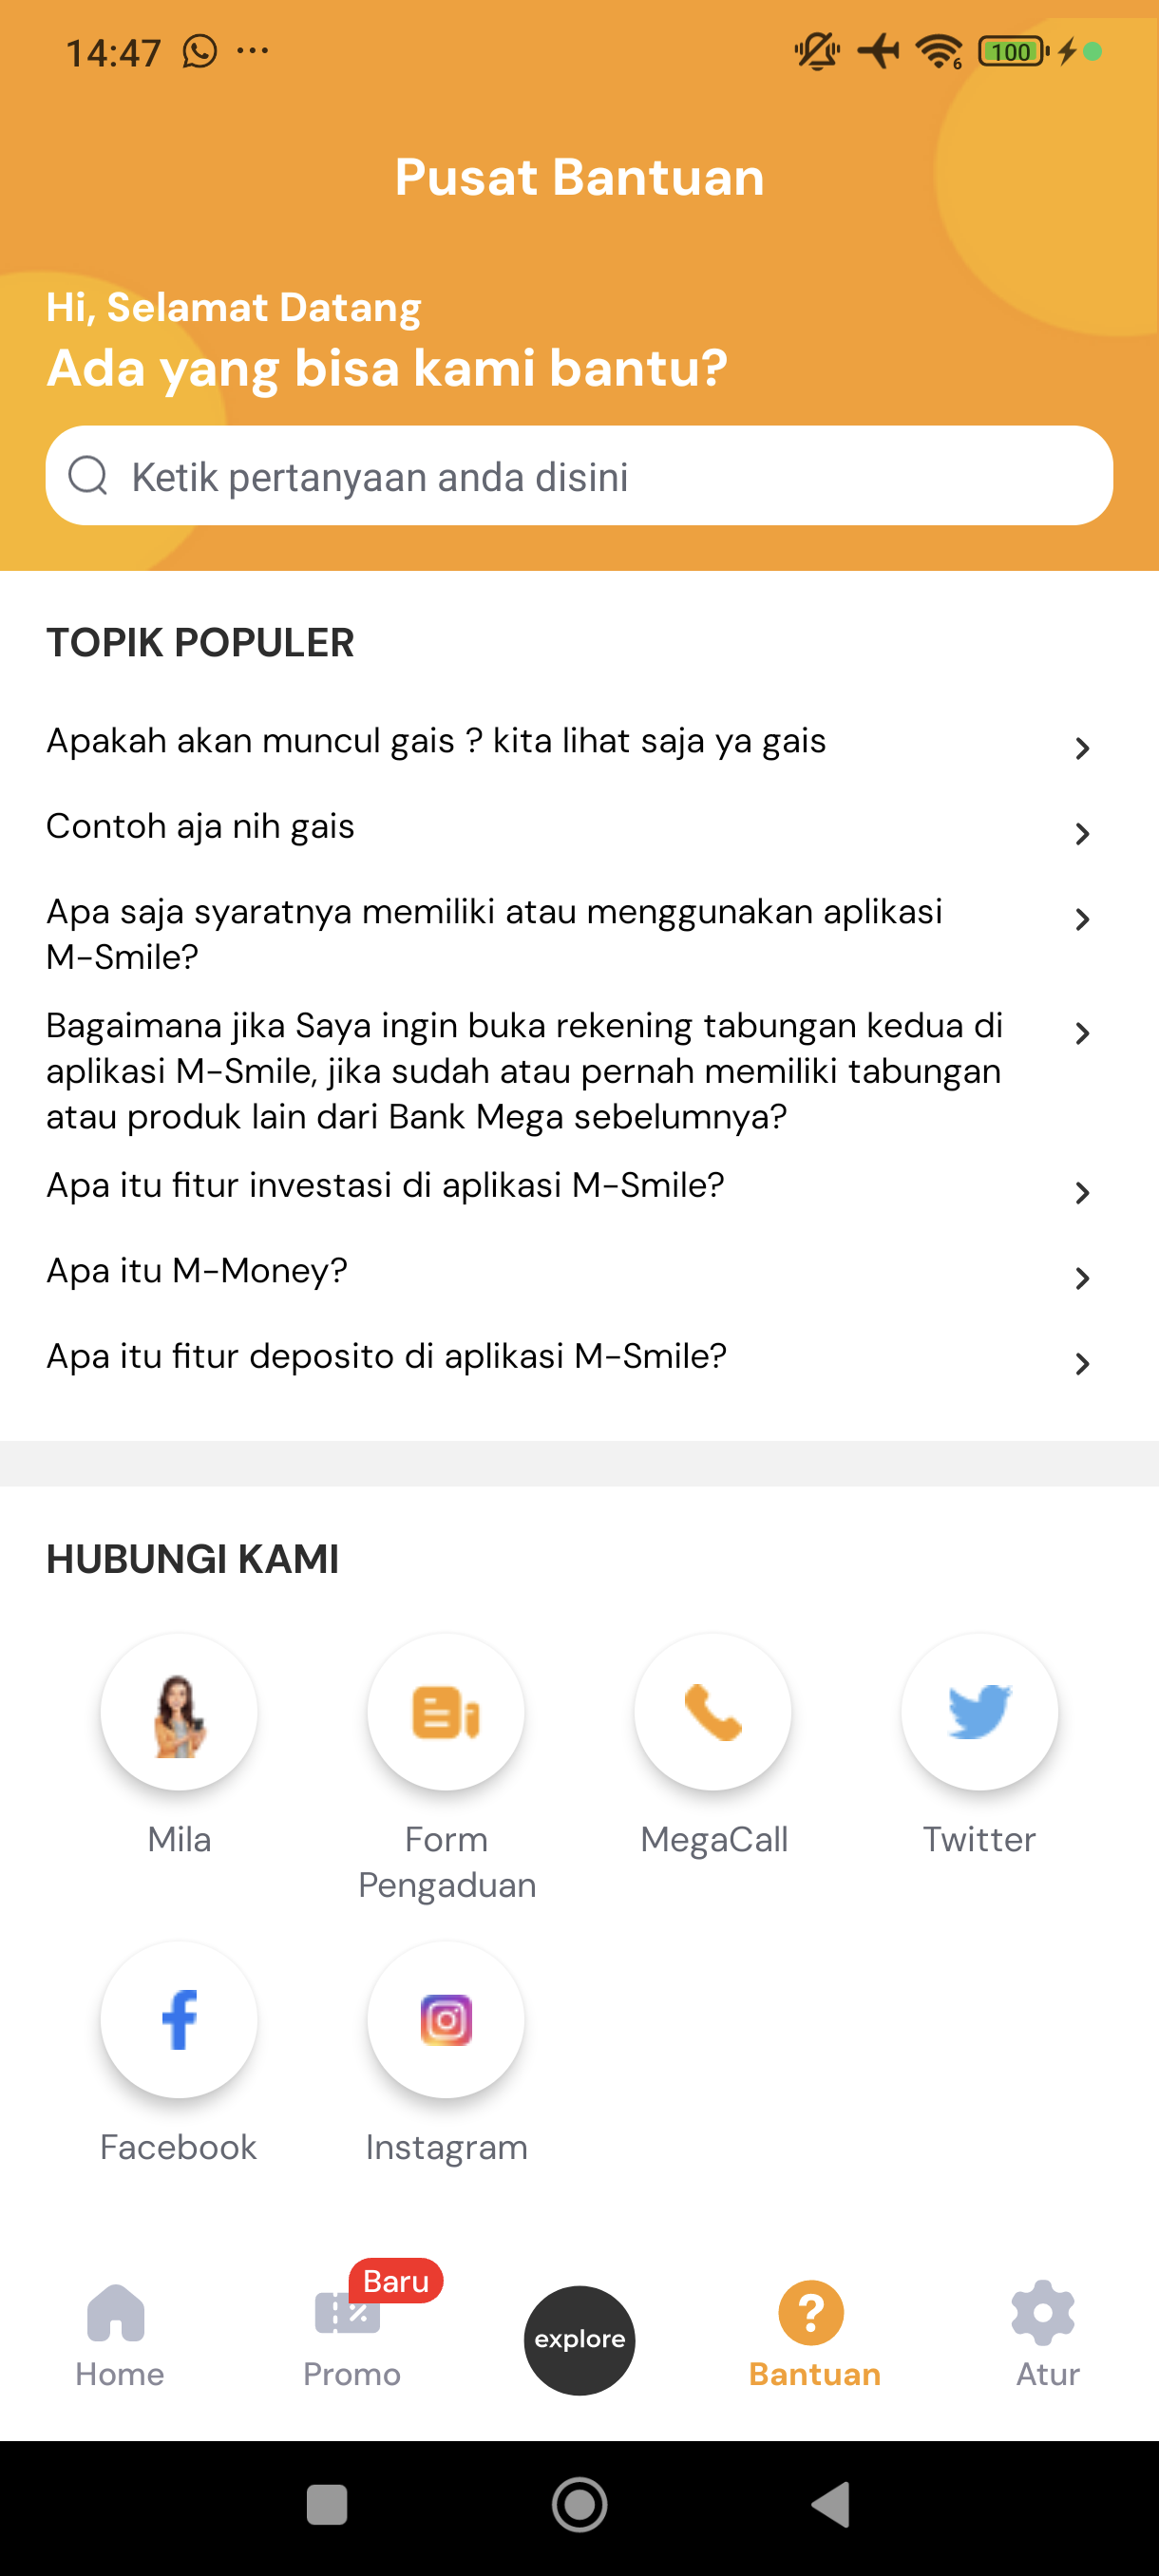 14:47
6
100
Pusat Bantuan
Hi, Selamat Datang
Ada yang bisa kami bantu?
Ketik pertanyaan anda disini
TOPIK POPULER
Apakah akan muncul gais ? kita lihat saja ya gais
Contoh aja nih gais
Apa saja syaratnya memiliki atau menggunakan aplikasi
M-Smile?
Bagaimana jika Saya ingin buka rekening tabungan kedua di
aplikasi M-Smile, jika sudah atau pernah memiliki tabungan
atau produk lain dari Bank Mega sebelumnya?
Apa itu fitur investasi di aplikasi M-Smile?
Apa itu M-Money?
Apa itu fitur deposito di aplikasi M-Smile?
HUBUNGI KAMI
Mila
Form
Pengaduan
MegaCall
Twitter
Facebook
Instagram
Baru
Home
Promo
explore
Bantuan
Atur